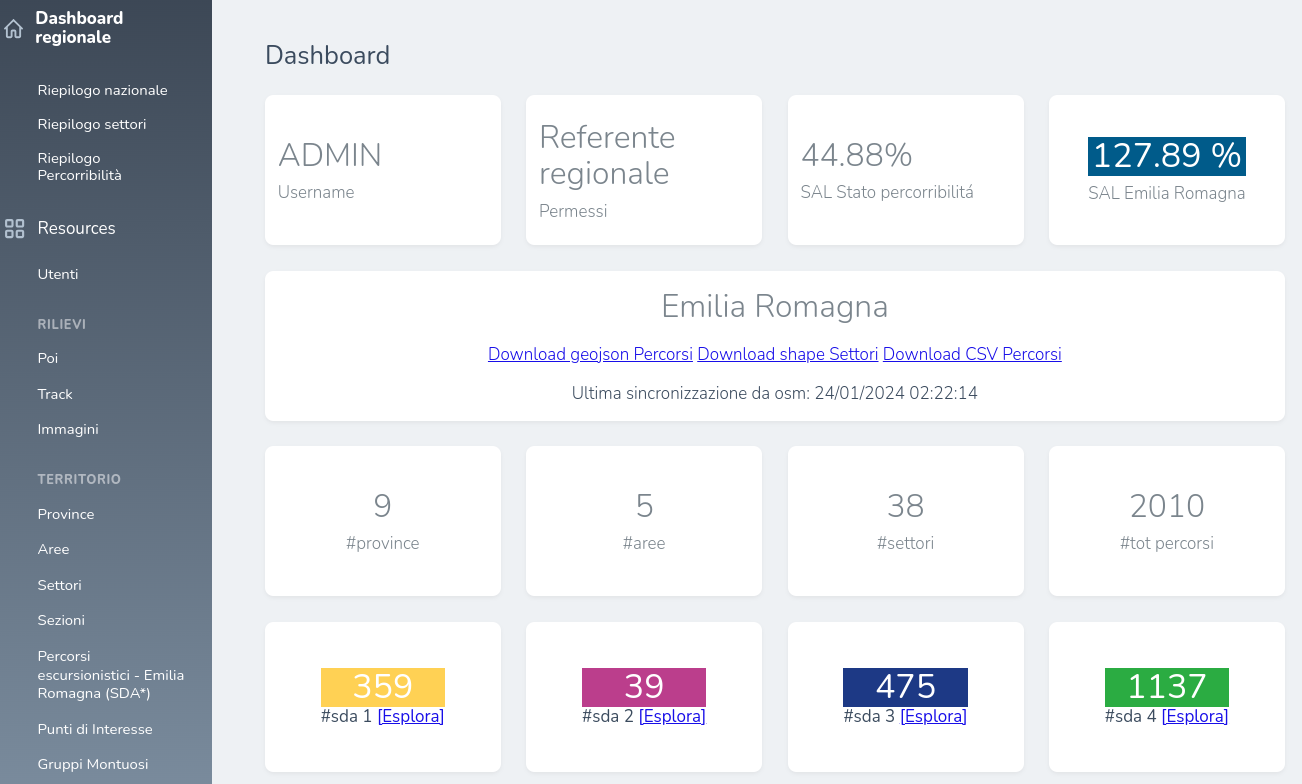 Dashboard
regionale
Riepilogo nazionale
Riepilogo settori
Riepilogo
Percorribilità
Resources
Utenti
RILIEVI
Poi
Track
Immagini
TERRITORIO
Province
Aree
Settori
Sezioni
Percorsi
escursionistici - Emilia
Romagna (SDA*)
Punti di Interesse
Gruppi Montuosi
Dashboard
ADMIN
Username
Referente
regionale
Permessi
44.88%
SAL Stato percorribilitá
127.89 %
SAL Emilia Romagna
Emilia Romagna
Download geojson Percorsi Download shape Settori Download CSV Percorsi
Ultima sincronizzazione da osm: 24/01/2024 02:22:14
9
#province
5
#aree
38
#settori
2010
#tot percorsi
359
#sda 1 [Esplora]
39
#sda 2 [Esplora]
475
#sda 3 [Esplora]
1137
#sda 4 [Esplora]